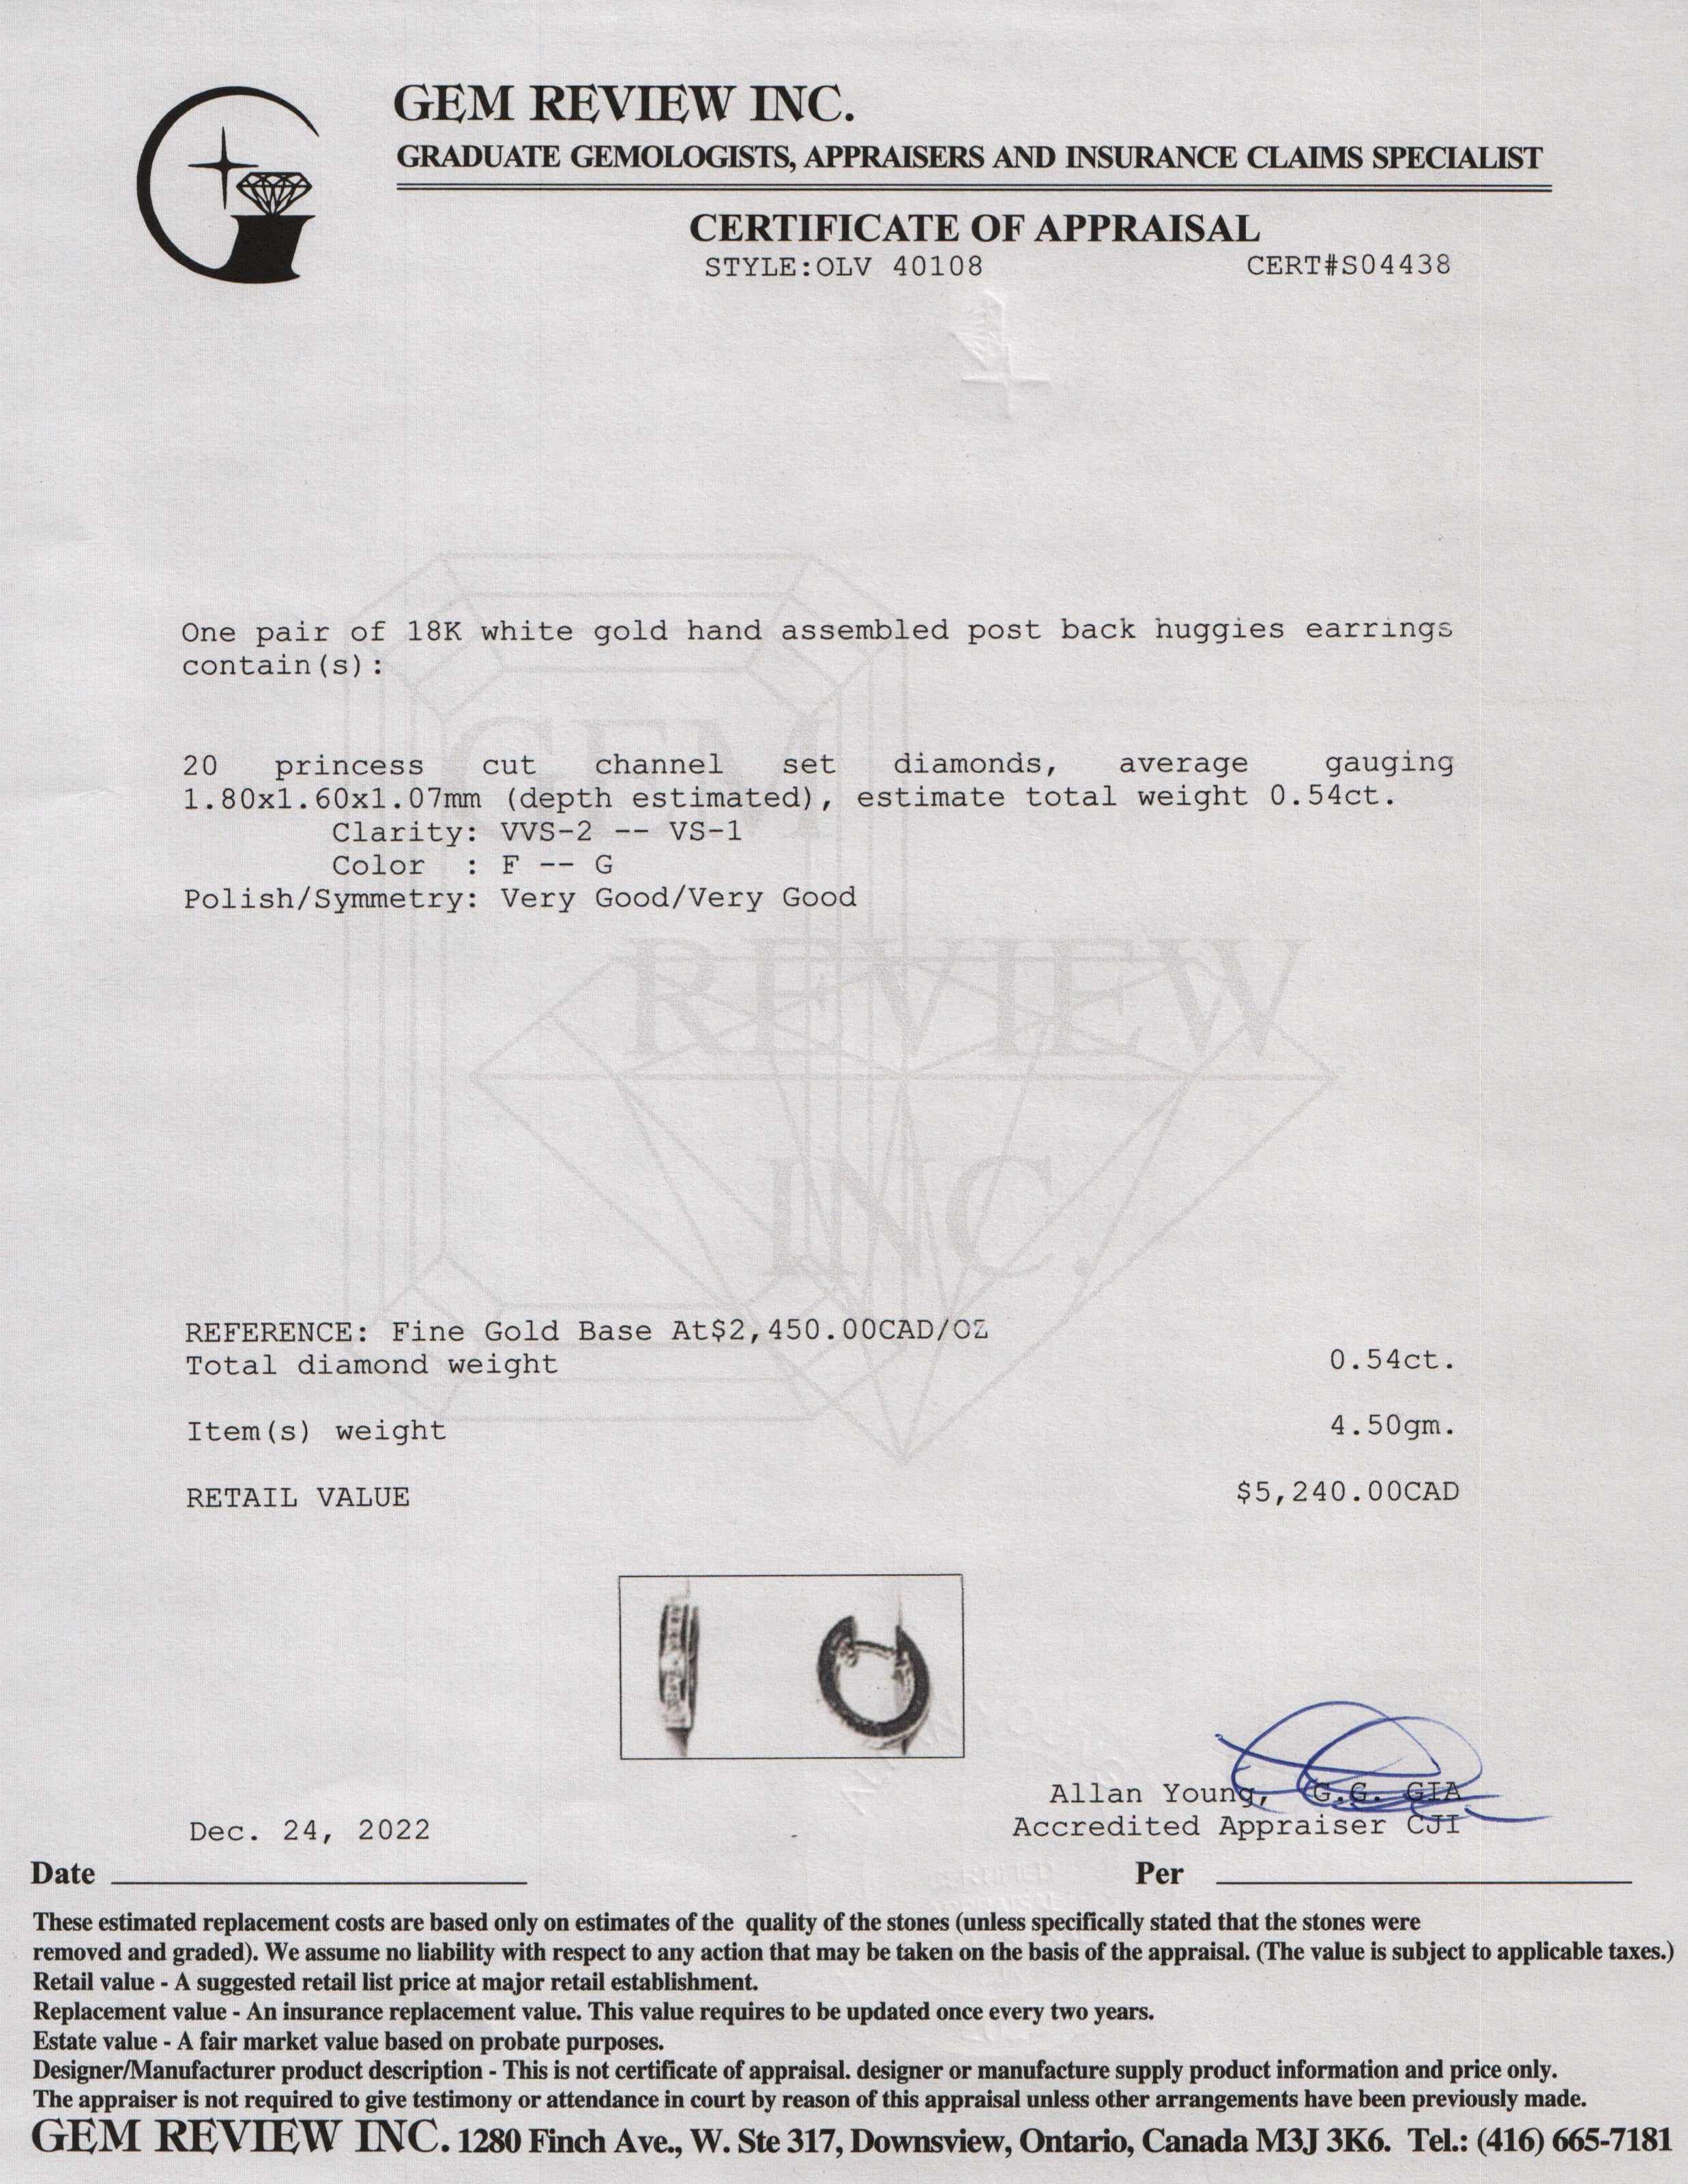 GEM REVIEW INC.
GRADUATE GEMOLOGISTS, APPRAISERS AND INSURANCE CLAIMS SPECIALIST
CERTIFICATE OF APPRAISAL
STYLE:OLV 40108 CERT#S04438
One pair of 18K white gold hand assembled post back huggies earrings
contain(s):
20 princess cut channel set diamonds, average gauging
1.80x1.60x1.07mm (depth estimated), estimate total weight 0.54ct.
Clarity: VVS-2 -- VS-1
Color : F -- G
Polish/Symmetry: Very Good/Very Good
GEM
REVIEW
INC.
REFERENCE: Fine Gold Base At$2,450.00CAD/OZ
Total diamond weight 0.54ct.
Item(s) weight 4.50gm.
RETAIL VALUE $5,240.00CAD
Allan Young, G.G. GIA
Dec. 24, 2022 Accredited Appraiser CJI
Date Per
These estimated replacement costs are based only on estimates of the quality of the stones (unless specifically stated that the stones were
removed and graded). We assume no liability with respect to any action that may be taken on the basis of the appraisal. (The value is subject to applicable taxes.)
Retail value - A suggested retail list price at major retail establishment.
Replacement value - An insurance replacement value. This value requires to be updated once every two years.
Estate value - A fair market value based on probate purposes.
Designer/Manufacturer product description - This is not certificate of appraisal. designer or manufacture supply product information and price only.
The appraiser is not required to give testimony or attendance in court by reason of this appraisal unless other arrangements have been previously made.
GEM REVIEW INC. 1280 Finch Ave., W. Ste 317, Downsview, Ontario, Canada M3J 3K6. Tel.: (416) 665-7181